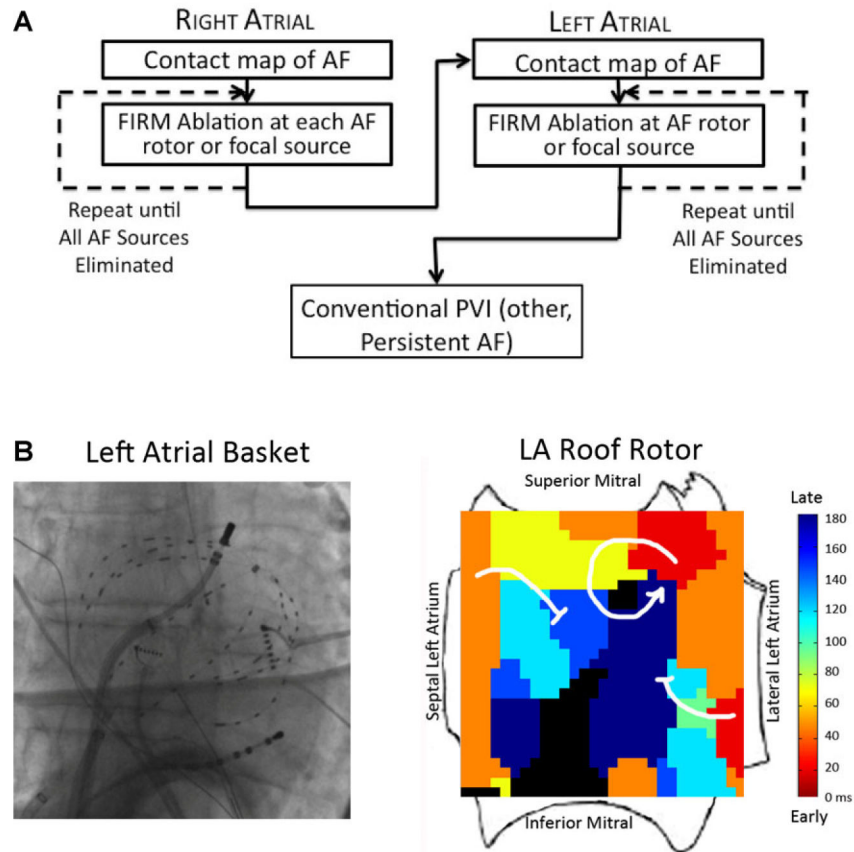 A
RIGHT ATRIAL
Contact map of AF
FIRM Ablation at each AF
rotor or focal source
Repeat until
All AF Sources
Eliminated
LEFT ATRIAL
Contact map of AF
FIRM Ablation at AF rotor
or focal source
Repeat until
All AF Sources
Eliminated
Conventional PVI (other,
Persistent AF)
B
Left Atrial Basket
LA Roof Rotor
Superior Mitral
Septal Left Atrium
Lateral Left Atrium
Inferior Mitral
Late
180
160
140
120
100
80
60
40
20
0 ms
Early